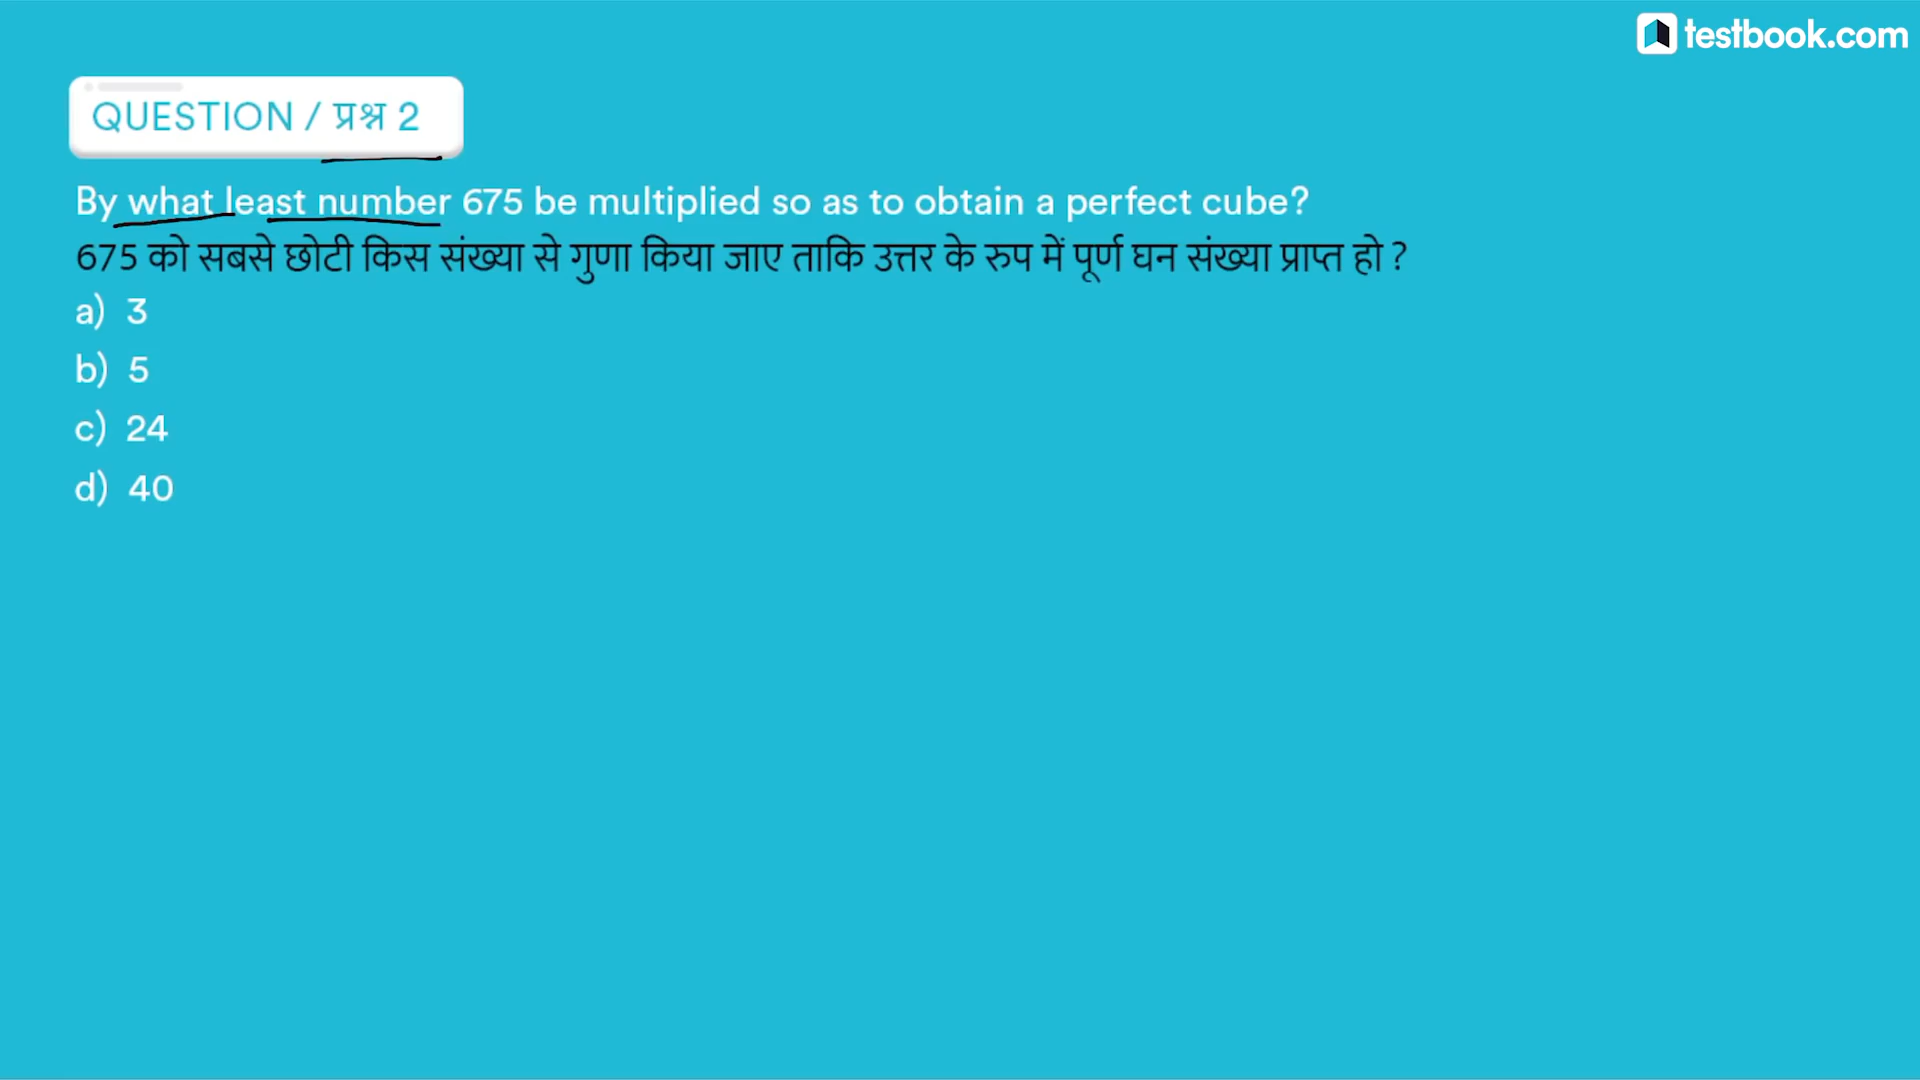 testbook.com
QUESTION / प्रश्न 2
By what least number 675 be multiplied so as to obtain a perfect cube?
675 को सबसे छोटी किस संख्या से गुणा किया जाए ताकि उत्तर के रुप में पूर्ण घन संख्या प्राप्त हो ?
a) 3
b) 5
c) 24
d) 40